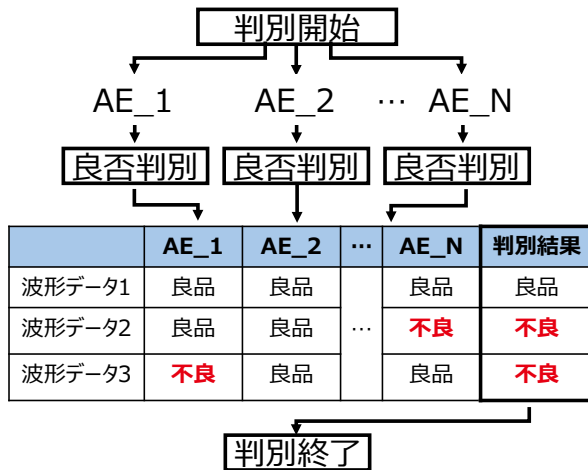 判別開始
AE_1 AE_2 … AE_N
良否判別 良否判別 良否判別
AE_1 AE_2 … AE_N 判別結果
波形データ1 良品 良品 良品 良品
波形データ2 良品 良品 … 不良 不良
波形データ3 不良 良品 良品 不良
判別終了